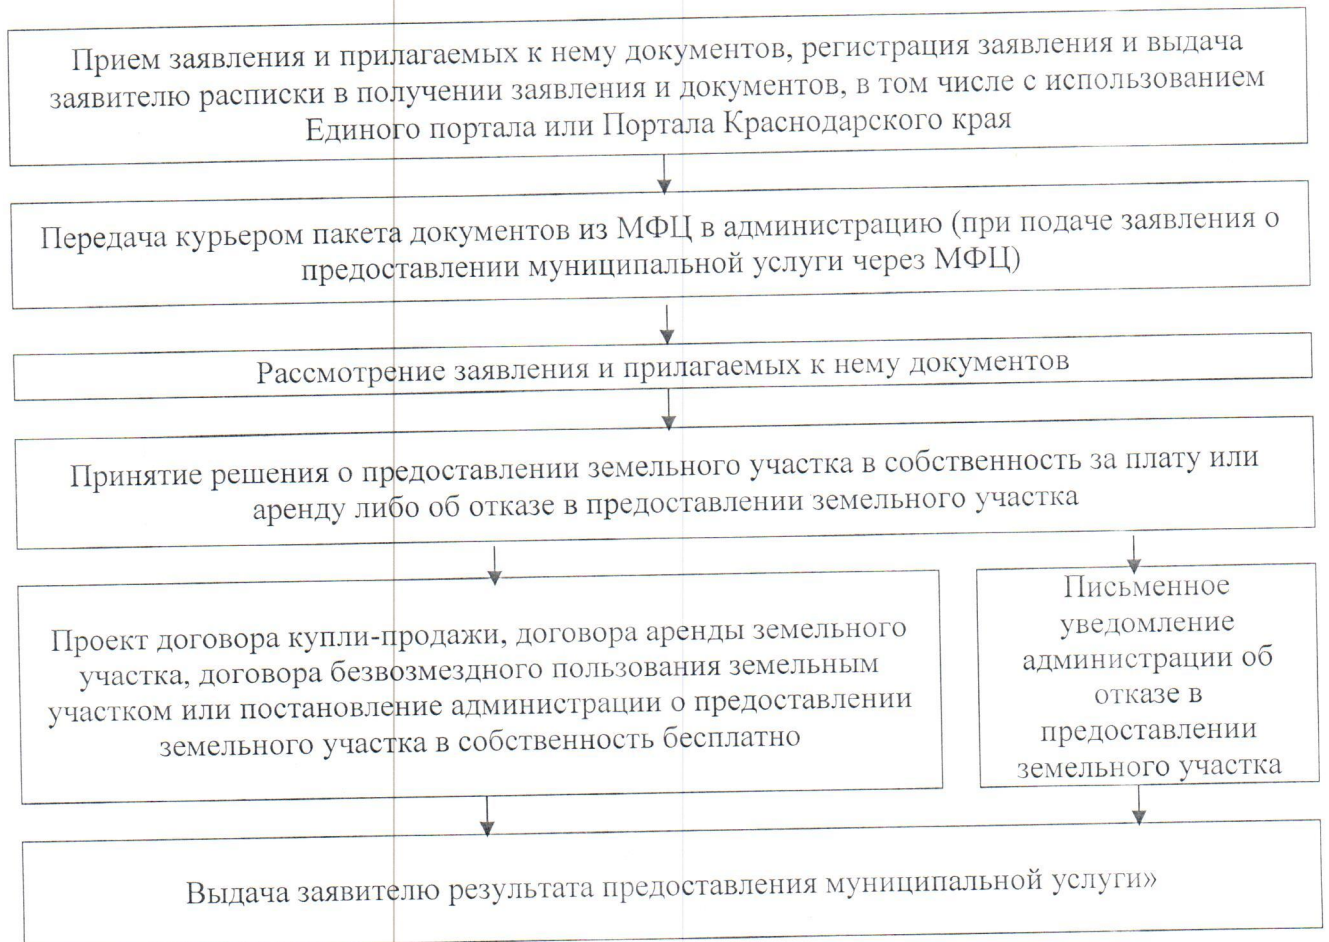 Прием заявления и прилагаемых к нему документов, регистрация заявления и выдача
заявителю расписки в получении заявления и документов, в том числе с использованием
Единого портала или Портала Краснодарского края
Передача курьером пакета документов из МФЦ в администрацию (при подаче заявления о
предоставлении муниципальной услуги через МФЦ)
Рассмотрение заявления и прилагаемых к нему документов
Принятие решения о предоставлении земельного участка в собственность за плату или
аренду либо об отказе в предоставлении земельного участка
Проект договора купли-продажи, договора аренды земельного
участка, договора безвозмездного пользования земельным
участком или постановление администрации о предоставлении
земельного участка в собственность бесплатно
Письменное
уведомление
администрации об
отказе в
предоставлении
земельного участка
Выдача заявителю результата предоставления муниципальной услуги»